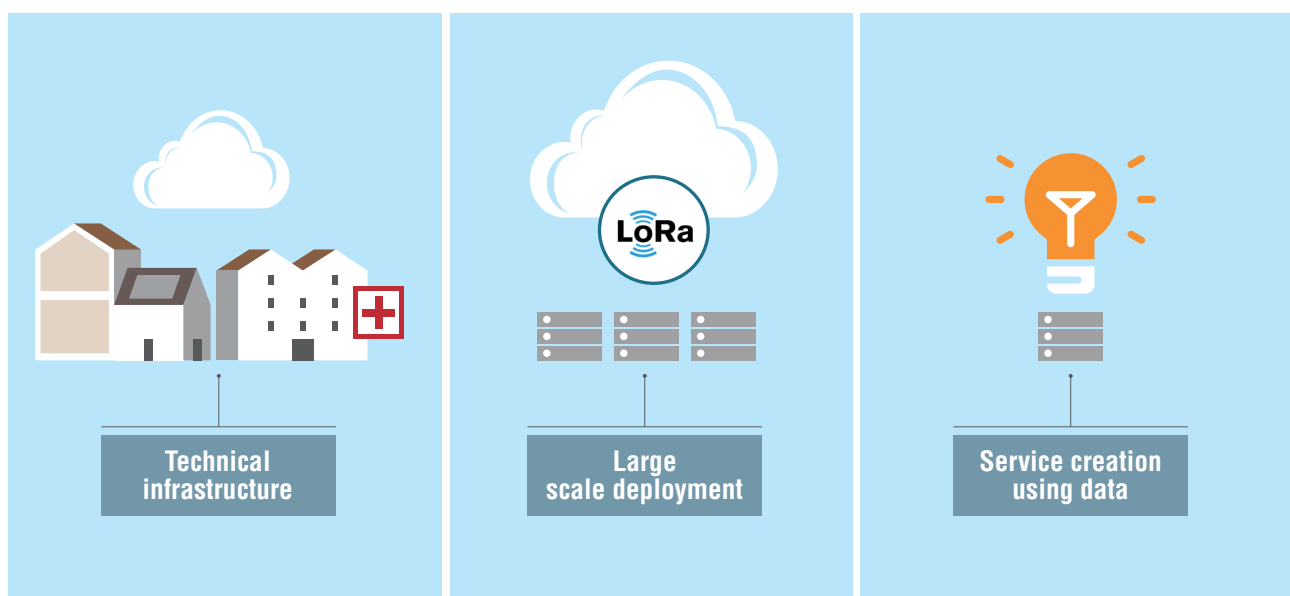 LoRa
Technical
infrastructure
Large
scale deployment
Service creation
using data